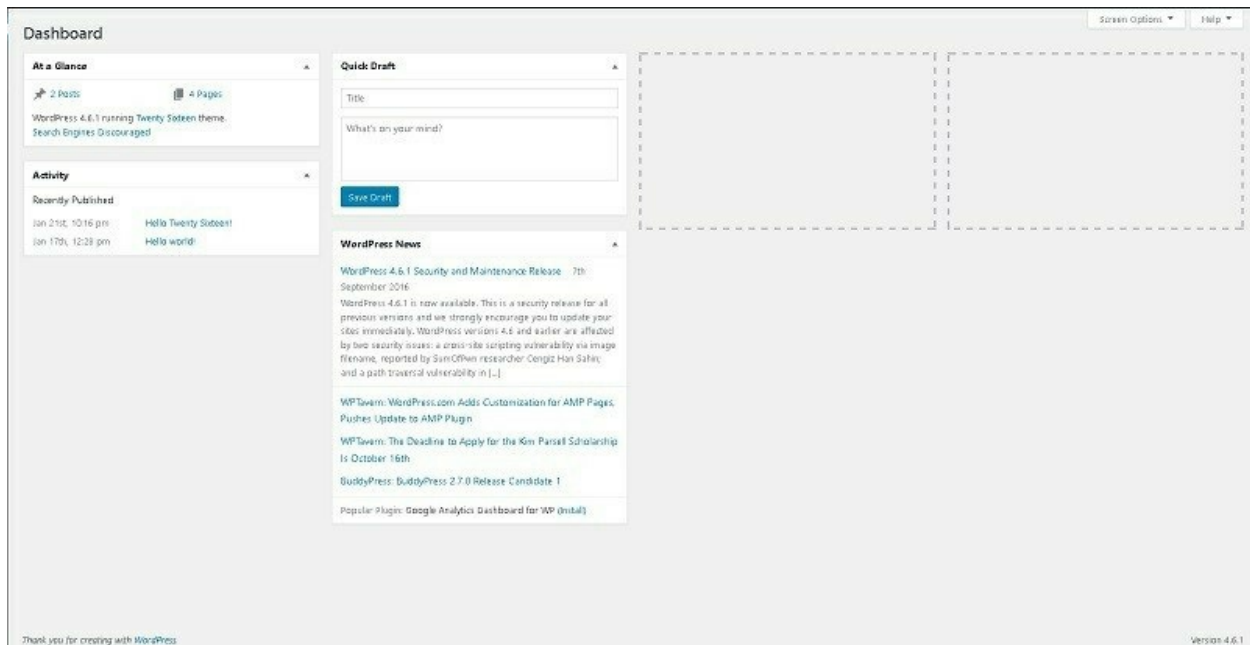 Screen Options Help
Dashboard
At a Glance
2 Posts 4 Pages
WordPress 4.6.1 running Twenty Sixteen theme.
Search Engines Discouraged
Activity
Recently Published
Jan 21st, 10:16 pm Hello Twenty Sixteen!
Jan 17th, 12:28 pm Hello world!
Quick Draft
Title
What's on your mind?
Save Draft
WordPress News
WordPress 4.6.1 Security and Maintenance Release 7th
September 2016
WordPress 4.6.1 is now available. This is a security release for all
previous versions and we strongly encourage you to update your
sites immediately. WordPress versions 4.6 and earlier are affected
by two security issues: a cross-site scripting vulnerability via image
filename, reported by SumOfPwn researcher Cengiz Han Sahin;
and a path traversal vulnerability in [...]
WPTavern: WordPress.com Adds Customization for AMP Pages,
Pushes Update to AMP Plugin
WPTavern: The Deadline to Apply for the Kim Parsell Scholarship
Is October 16th
BuddyPress: BuddyPress 2.7.0 Release Candidate 1
Popular Plugin: Google Analytics Dashboard for WP (Install)
Thank you for creating with WordPress.
Version 4.6.1